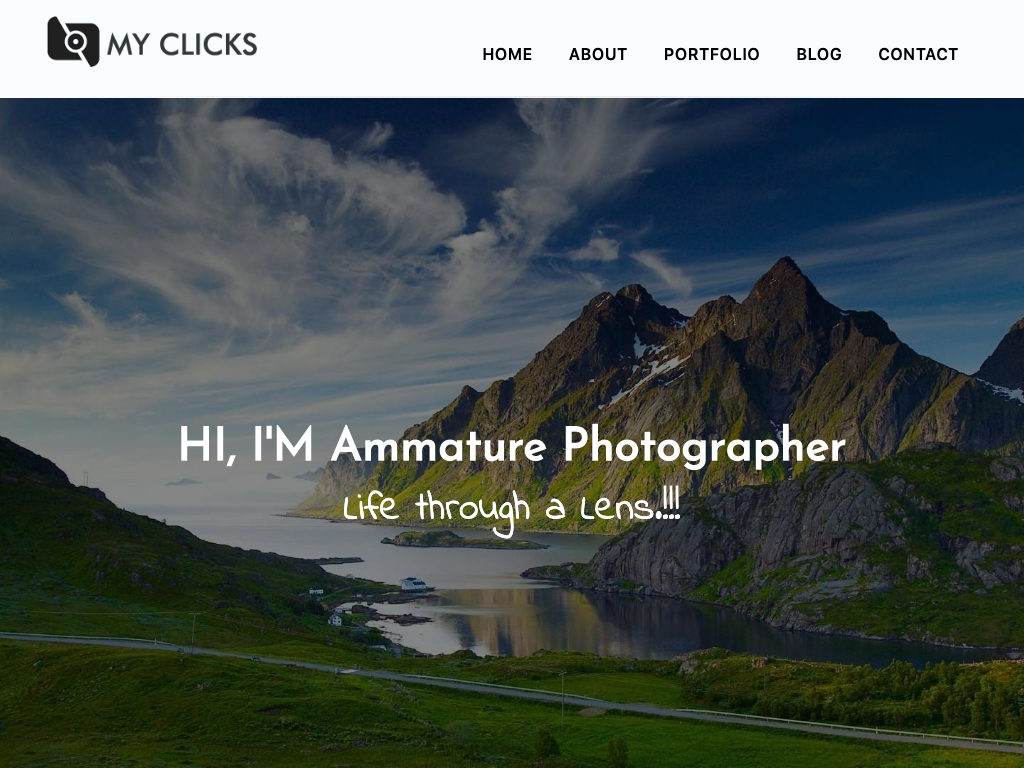 MY CLICKS
HOME ABOUT PORTFOLIO BLOG CONTACT
HI, I'M Ammature Photographer
Life through a Lens.!!!